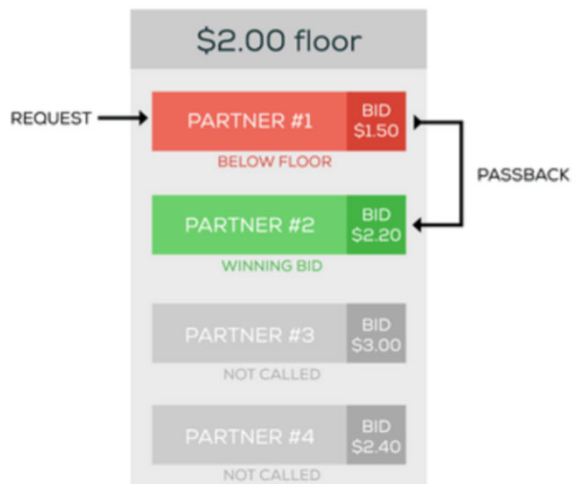 $2.00 floor
REQUEST
PARTNER #1
BID
$1.50
BELOW FLOOR
PASSBACK
PARTNER #2
BID
$2.20
WINNING BID
PARTNER #3
BID
$3.00
NOT CALLED
PARTNER #4
BID
$2.40
NOT CALLED